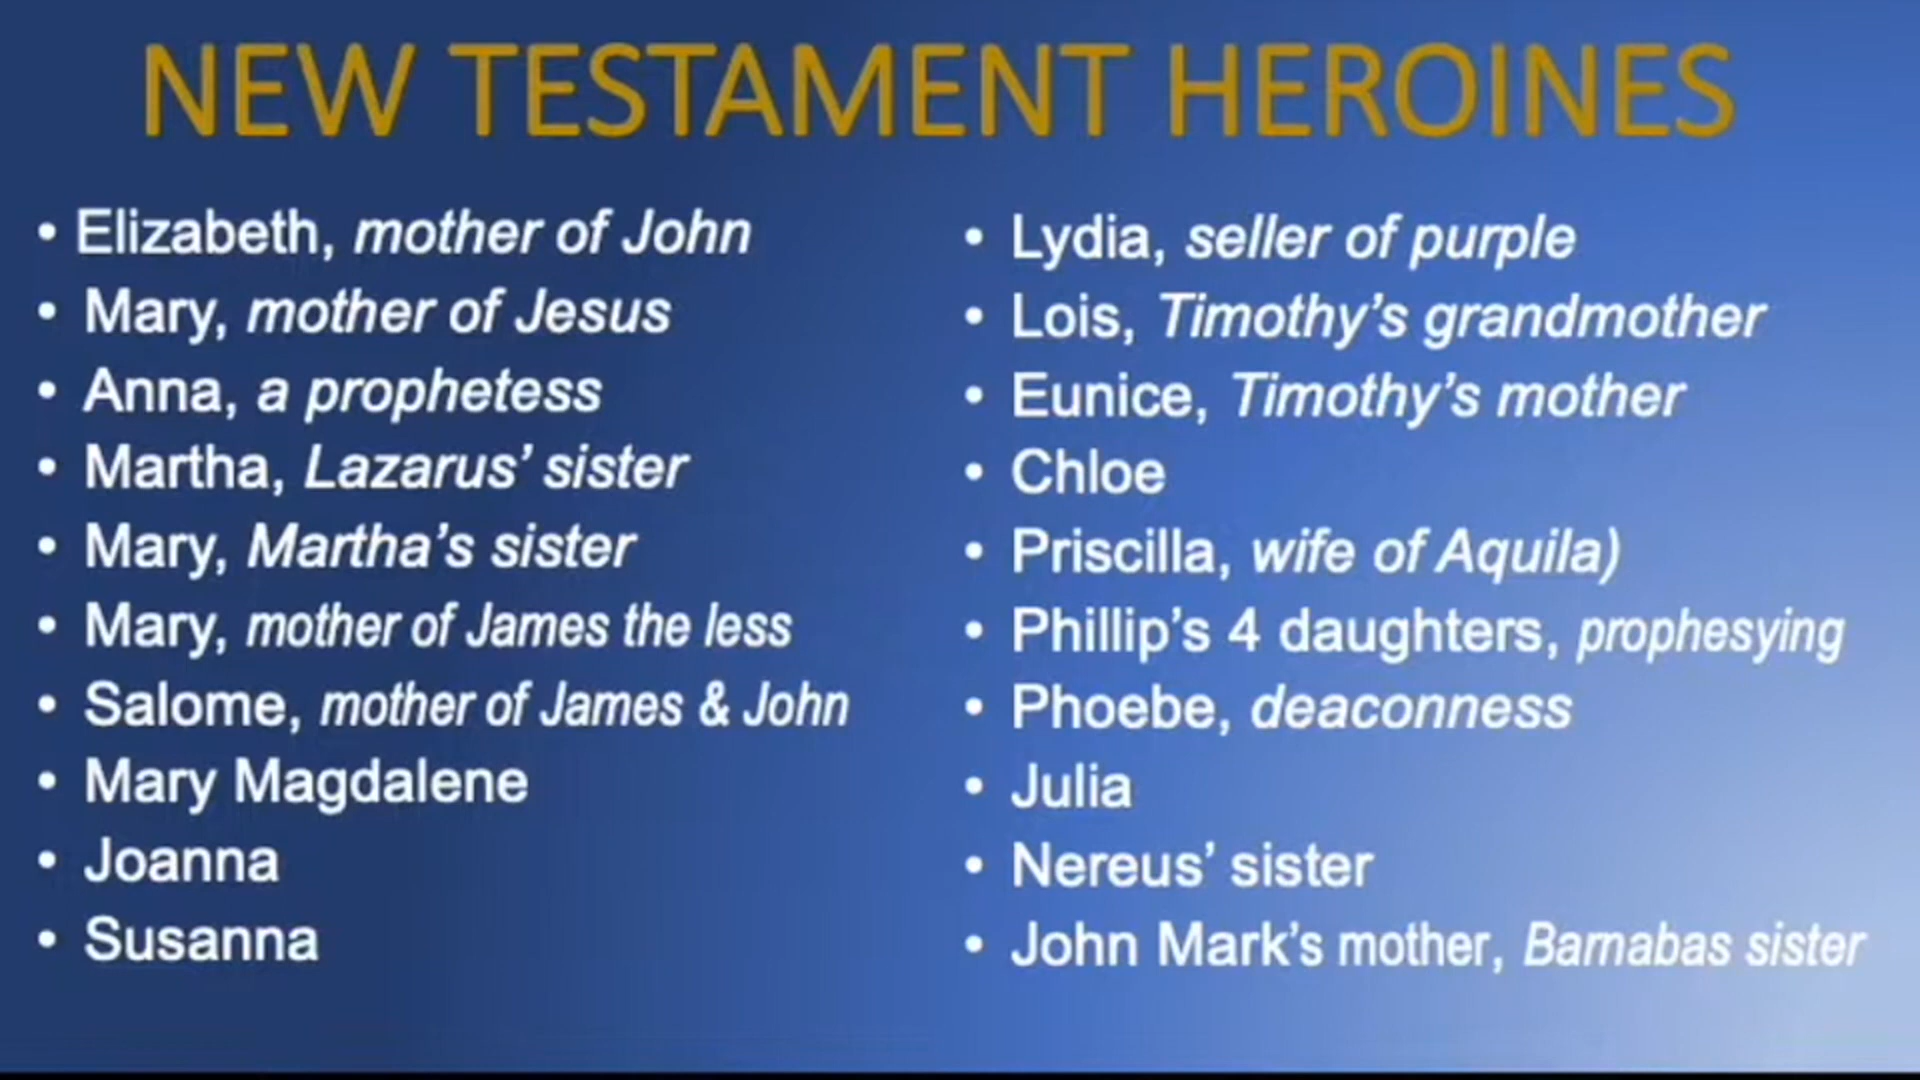 NEW TESTAMENT HEROINES
• Elizabeth, mother of John
• Mary, mother of Jesus
• Anna, a prophetess
• Martha, Lazarus’ sister
• Mary, Martha’s sister
• Mary, mother of James the less
• Salome, mother of James & John
• Mary Magdalene
• Joanna
• Susanna
• Lydia, seller of purple
• Lois, Timothy’s grandmother
• Eunice, Timothy’s mother
• Chloe
• Priscilla, wife of Aquila)
• Phillip’s 4 daughters, prophesying
• Phoebe, deaconness
• Julia
• Nereus’ sister
• John Mark’s mother, Barnabas sister